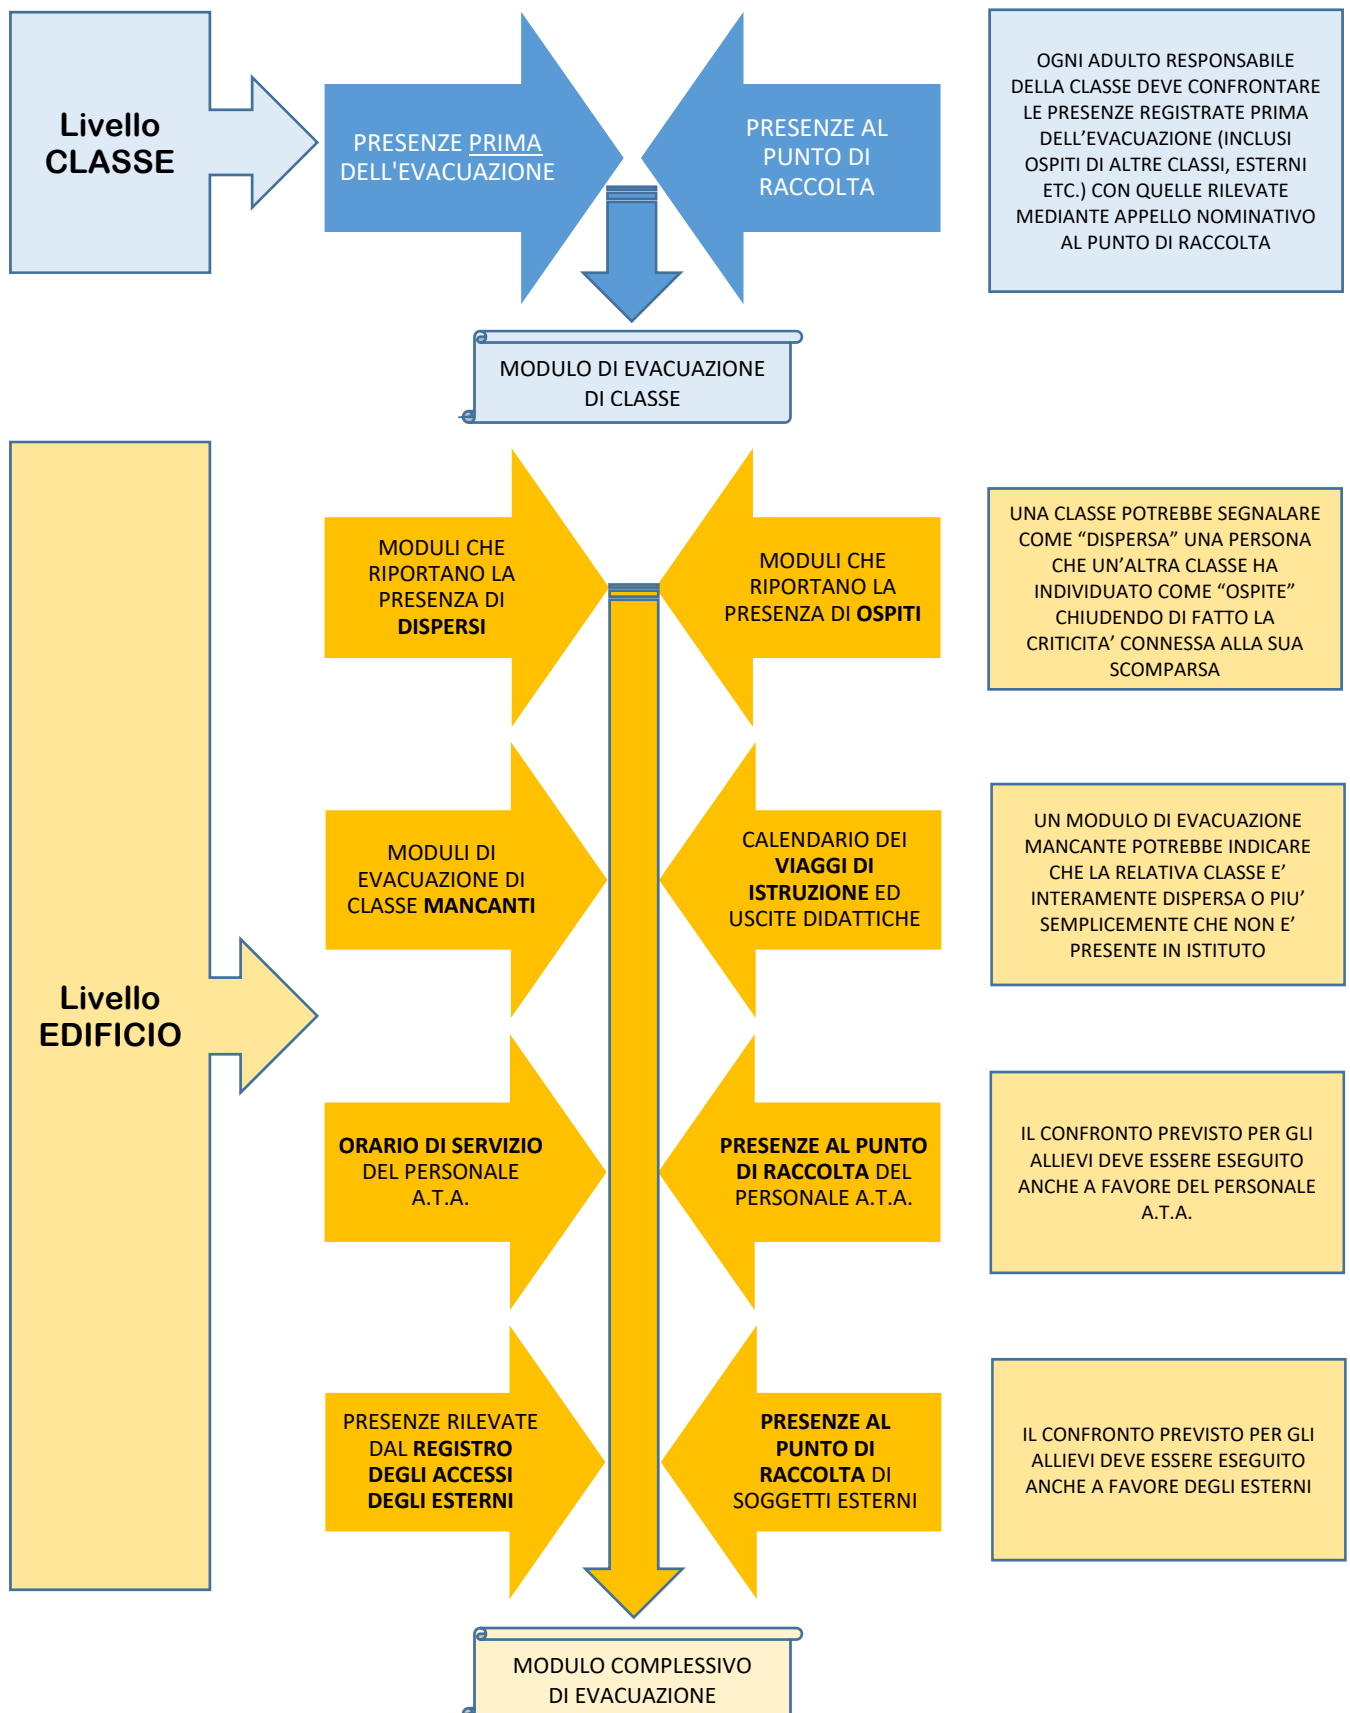 Livello
CLASSE
PRESENZE PRIMA
DELL'EVACUAZIONE
PRESENZE AL
PUNTO DI
RACCOLTA
OGNI ADULTO RESPONSABILE
DELLA CLASSE DEVE CONFRONTARE
LE PRESENZE REGISTRATE PRIMA
DELL’EVACUAZIONE (INCLUSI
OSPITI DI ALTRE CLASSI, ESTERNI
ETC.) CON QUELLE RILEVATE
MEDIANTE APPELLO NOMINATIVO
AL PUNTO DI RACCOLTA
MODULO DI EVACUAZIONE
DI CLASSE
Livello
EDIFICIO
MODULI CHE
RIPORTANO LA
PRESENZA DI
DISPERSI
MODULI CHE
RIPORTANO LA
PRESENZA DI OSPITI
UNA CLASSE POTREBBE SEGNALARE
COME “DISPERSA” UNA PERSONA
CHE UN’ALTRA CLASSE HA
INDIVIDUATO COME “OSPITE”
CHIUDENDO DI FATTO LA
CRITICITA’ CONNESSA ALLA SUA
SCOMPARSA
MODULI DI
EVACUAZIONE DI
CLASSE MANCANTI
CALENDARIO DEI
VIAGGI DI
ISTRUZIONE ED
USCITE DIDATTICHE
UN MODULO DI EVACUAZIONE
MANCANTE POTREBBE INDICARE
CHE LA RELATIVA CLASSE E’
INTERAMENTE DISPERSA O PIU’
SEMPLICEMENTE CHE NON E’
PRESENTE IN ISTITUTO
ORARIO DI SERVIZIO
DEL PERSONALE
A.T.A.
PRESENZE AL PUNTO
DI RACCOLTA DEL
PERSONALE A.T.A.
IL CONFRONTO PREVISTO PER GLI
ALLIEVI DEVE ESSERE ESEGUITO
ANCHE A FAVORE DEL PERSONALE
A.T.A.
PRESENZE RILEVATE
DAL REGISTRO
DEGLI ACCESSI
DEGLI ESTERNI
PRESENZE AL
PUNTO DI
RACCOLTA DI
SOGGETTI ESTERNI
IL CONFRONTO PREVISTO PER GLI
ALLIEVI DEVE ESSERE ESEGUITO
ANCHE A FAVORE DEGLI ESTERNI
MODULO COMPLESSIVO
DI EVACUAZIONE